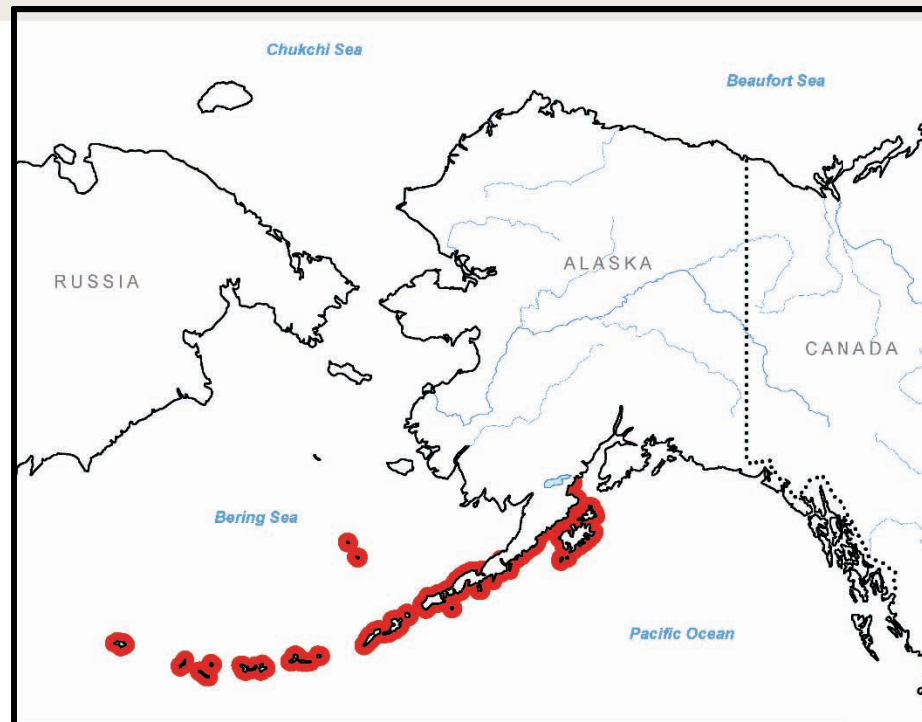 Chukchi Sea
Beaufort Sea
ALASKA
RUSSIA
CANADA
Bering Sea
Pacific Ocean